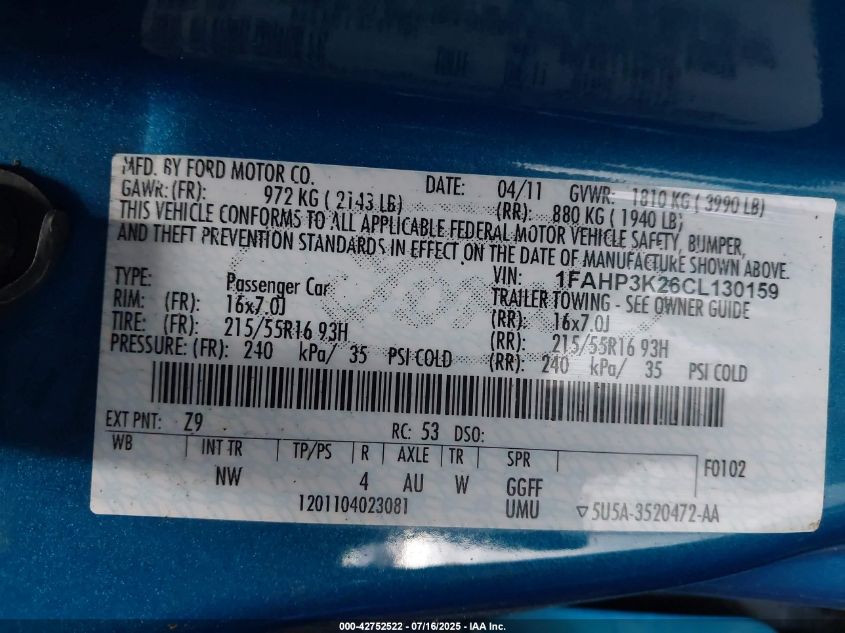 MFD. BY FORD MOTOR CO. DATE: 04/11 GVWR: 1810 KG ( 3990 LB)
GAWR: (FR): 972 KG ( 2143 LB) (RR): 880 KG ( 1940 LB)
THIS VEHICLE CONFORMS TO ALL APPLICABLE FEDERAL MOTOR VEHICLE SAFETY, BUMPER,
AND THEFT PREVENTION STANDARDS IN EFFECT ON THE DATE OF MANUFACTURE SHOWN ABOVE.
VIN: 1FAHP3K26CL130159
TYPE: Passenger Car TRAILER TOWING - SEE OWNER GUIDE
RIM: (FR): 16x7.0J (RR): 16x7.0J
TIRE: (FR): 215/55R16 93H (RR): 215/55R16 93H
PRESSURE: (FR): 240 kPa/ 35 PSI COLD (RR): 240 kPa/ 35 PSI COLD
EXT PNT: Z9 RC: 53 DSO:
WB INT TR TP/PS R AXLE TR SPR F0102
NW 4 AU W GGFF
1201104023081 UMU ▽5U5A-3520472-AA
000-42752522 - 07/16/2025 - IAA Inc.